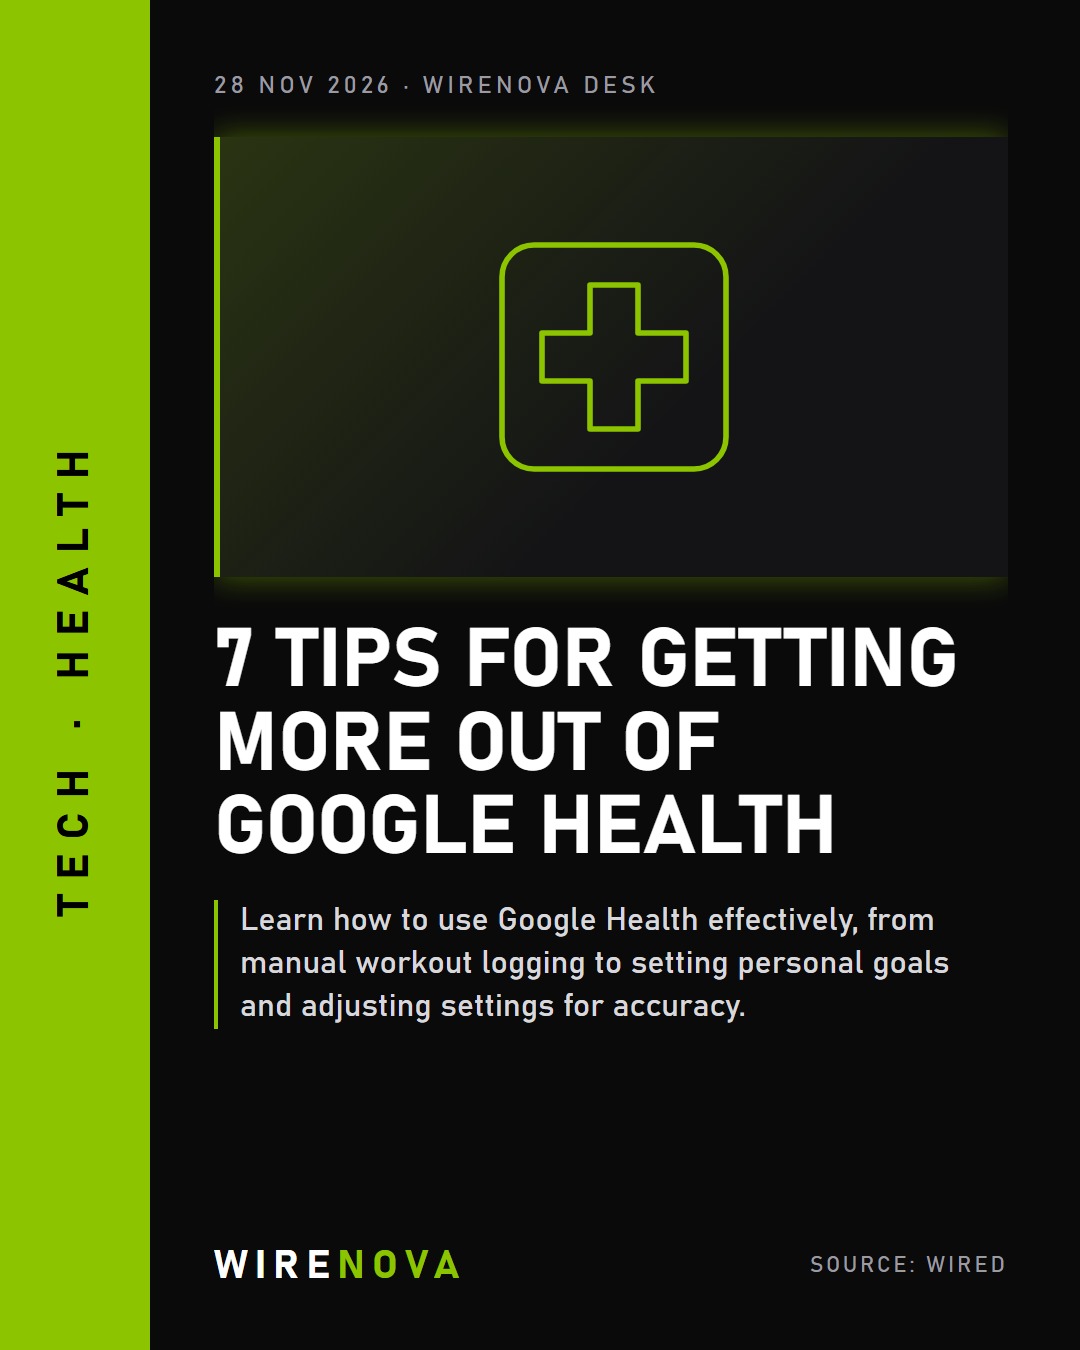 TECH · HEALTH
28 NOV 2026 · WIRENOVA DESK
7 TIPS FOR GETTING
MORE OUT OF
GOOGLE HEALTH
Learn how to use Google Health effectively, from
manual workout logging to setting personal goals
and adjusting settings for accuracy.
WIRENOVA
SOURCE: WIRED